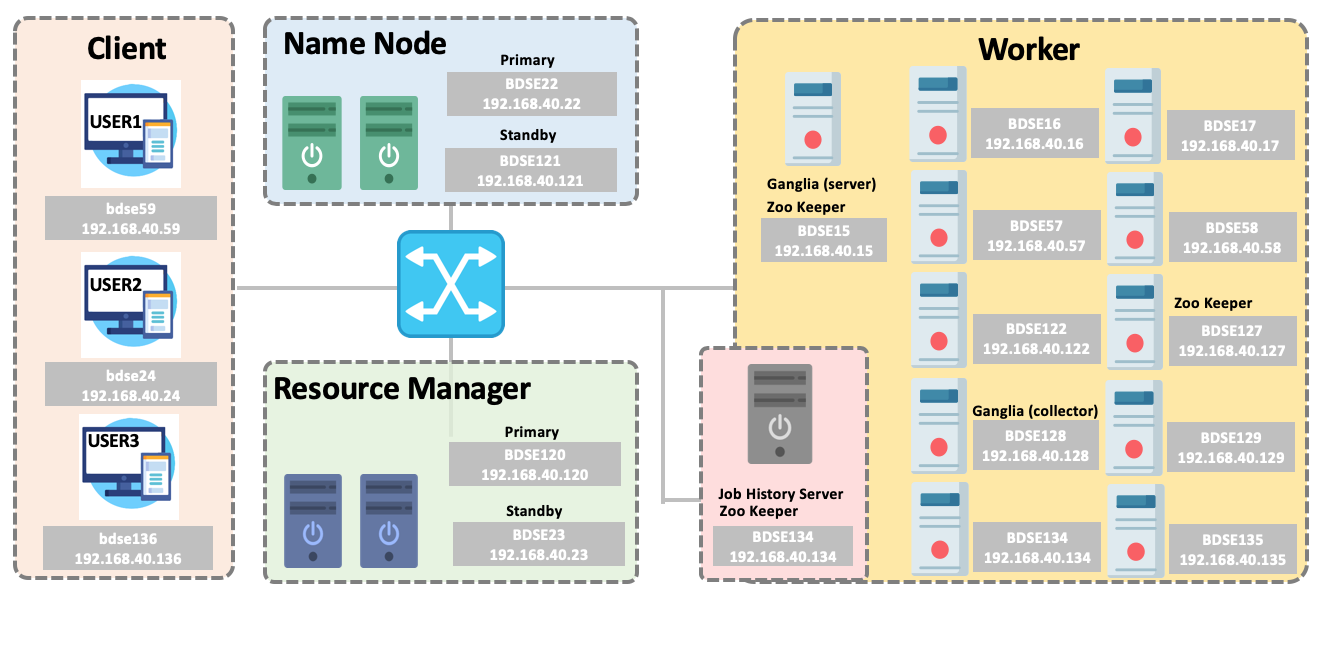 Client
USER1
bdse59
192.168.40.59
USER2
bdse24
192.168.40.24
USER3
bdse136
192.168.40.136
Name Node
Primary
BDSE22
192.168.40.22
Standby
BDSE121
192.168.40.121
Resource Manager
Primary
BDSE120
192.168.40.120
Standby
BDSE23
192.168.40.23
Worker
Ganglia (server)
Zoo Keeper
BDSE15
192.168.40.15
BDSE16
192.168.40.16
BDSE17
192.168.40.17
BDSE57
192.168.40.57
BDSE58
192.168.40.58
BDSE122
192.168.40.122
Zoo Keeper
BDSE127
192.168.40.127
Ganglia (collector)
BDSE128
192.168.40.128
BDSE129
192.168.40.129
BDSE134
192.168.40.134
BDSE135
192.168.40.135
Job History Server
Zoo Keeper
BDSE134
192.168.40.134